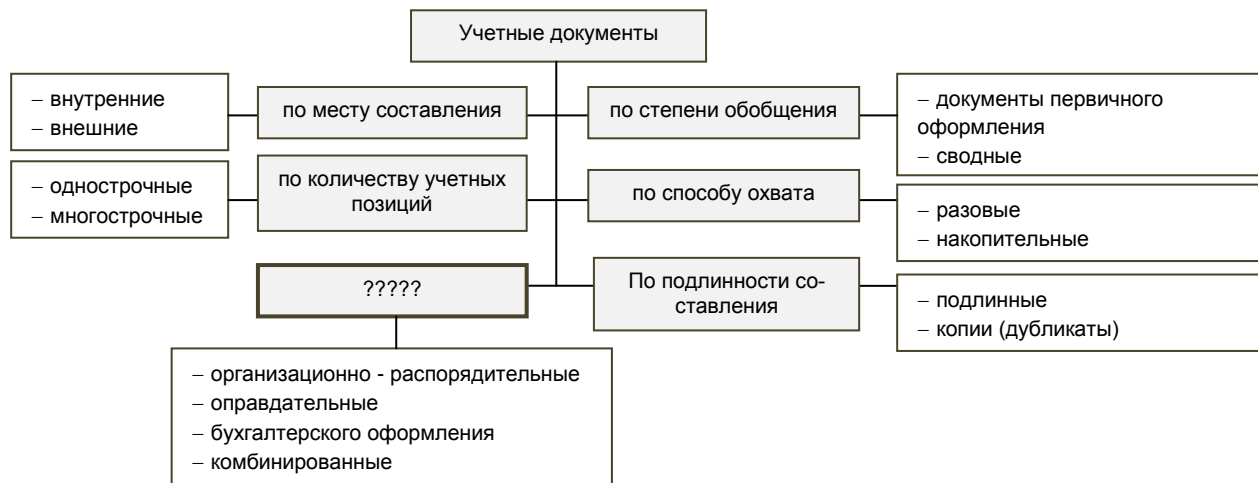 Учетные документы
– внутренние
– внешние
по месту составления
по степени обобщения
– документы первичного
оформления
– сводные
– однострочные
– многострочные
по количеству учетных
позиций
по способу охвата
– разовые
– накопительные
?????
По подлинности со-
ставления
– подлинные
– копии (дубликаты)
– организационно - распорядительные
– оправдательные
– бухгалтерского оформления
– комбинированные